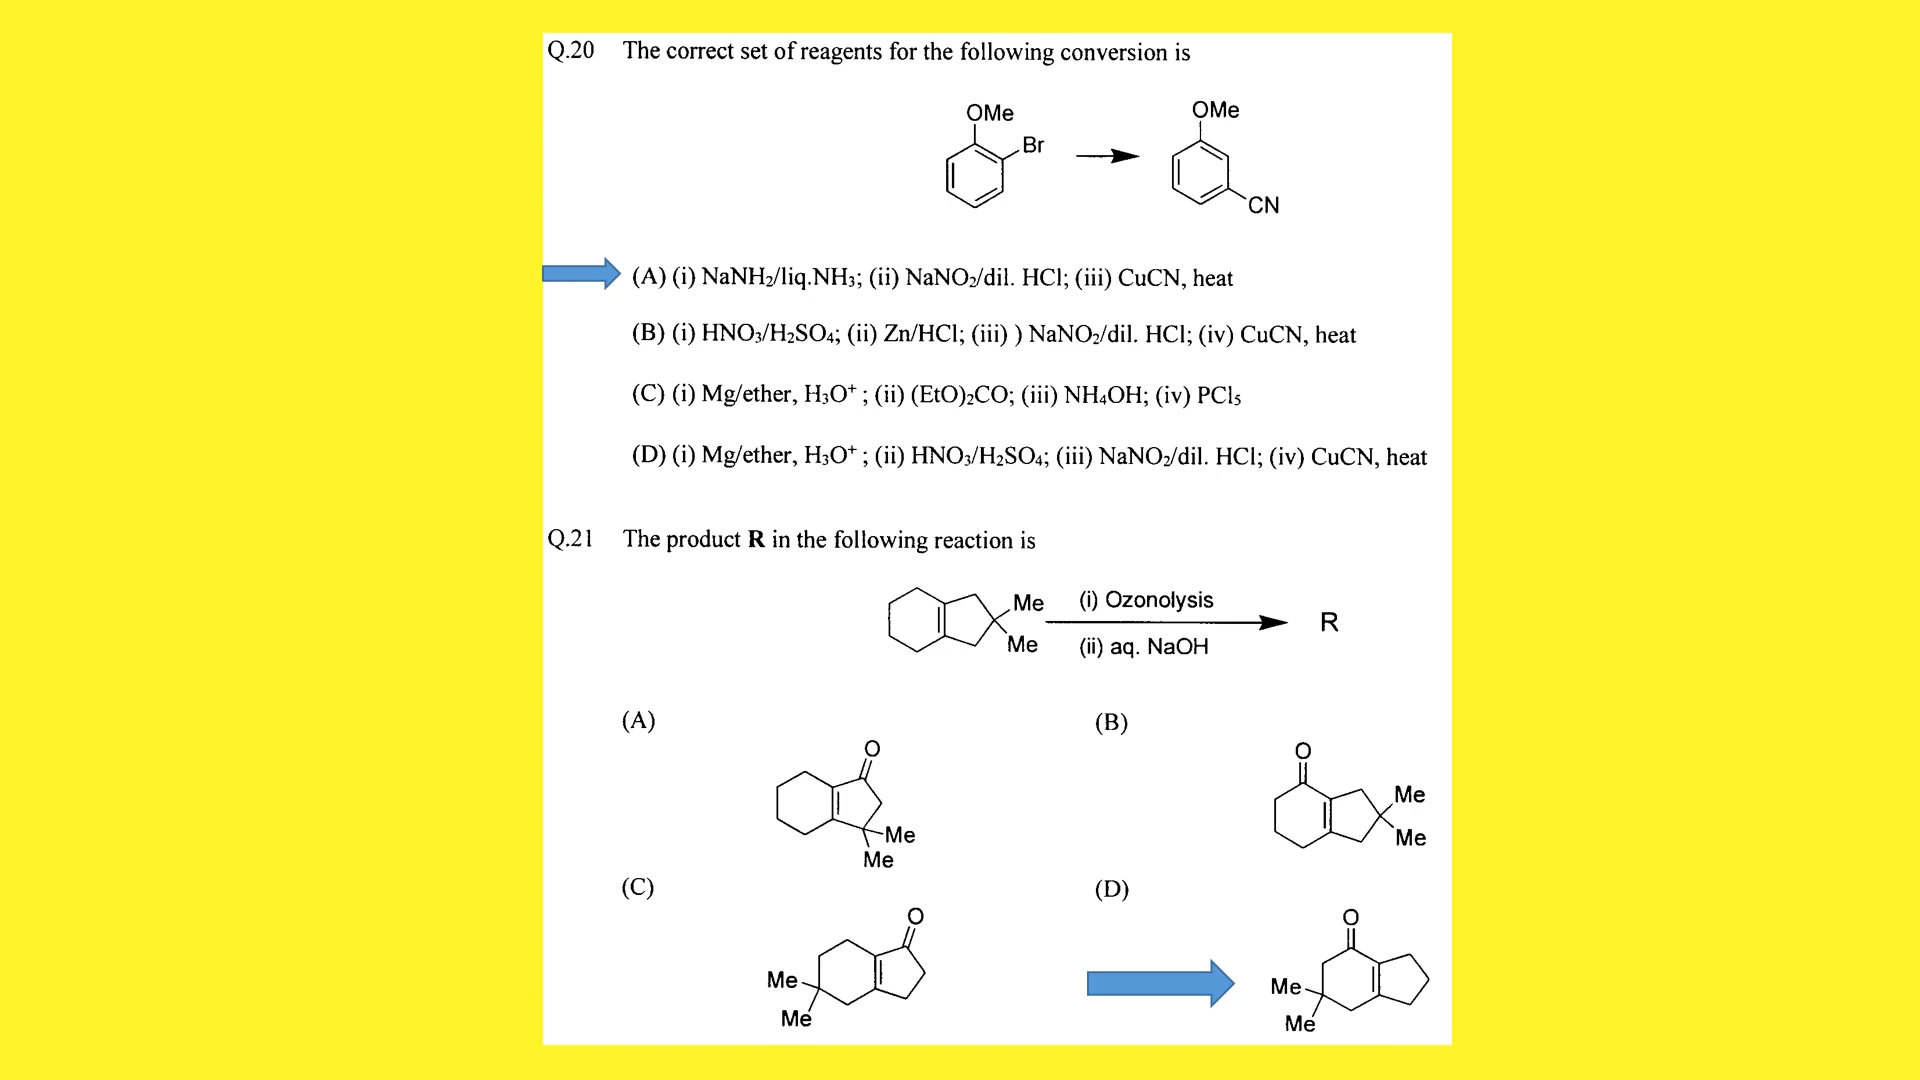 Q.20 The correct set of reagents for the following conversion is
OMe
Br
OMe
CN
(A) (i) NaNH₂/liq.NH₃; (ii) NaNO₂/dil. HCl; (iii) CuCN, heat
(B) (i) HNO₃/H₂SO₄; (ii) Zn/HCl; (iii) ) NaNO₂/dil. HCl; (iv) CuCN, heat
(C) (i) Mg/ether, H₃O⁺ ; (ii) (EtO)₂CO; (iii) NH₄OH; (iv) PCl₅
(D) (i) Mg/ether, H₃O⁺ ; (ii) HNO₃/H₂SO₄; (iii) NaNO₂/dil. HCl; (iv) CuCN, heat
Q.21 The product R in the following reaction is
Me
Me
(i) Ozonolysis
(ii) aq. NaOH
R
(A)
O
Me
Me
(B)
O
Me
Me
(C)
O
Me
Me
(D)
O
Me
Me